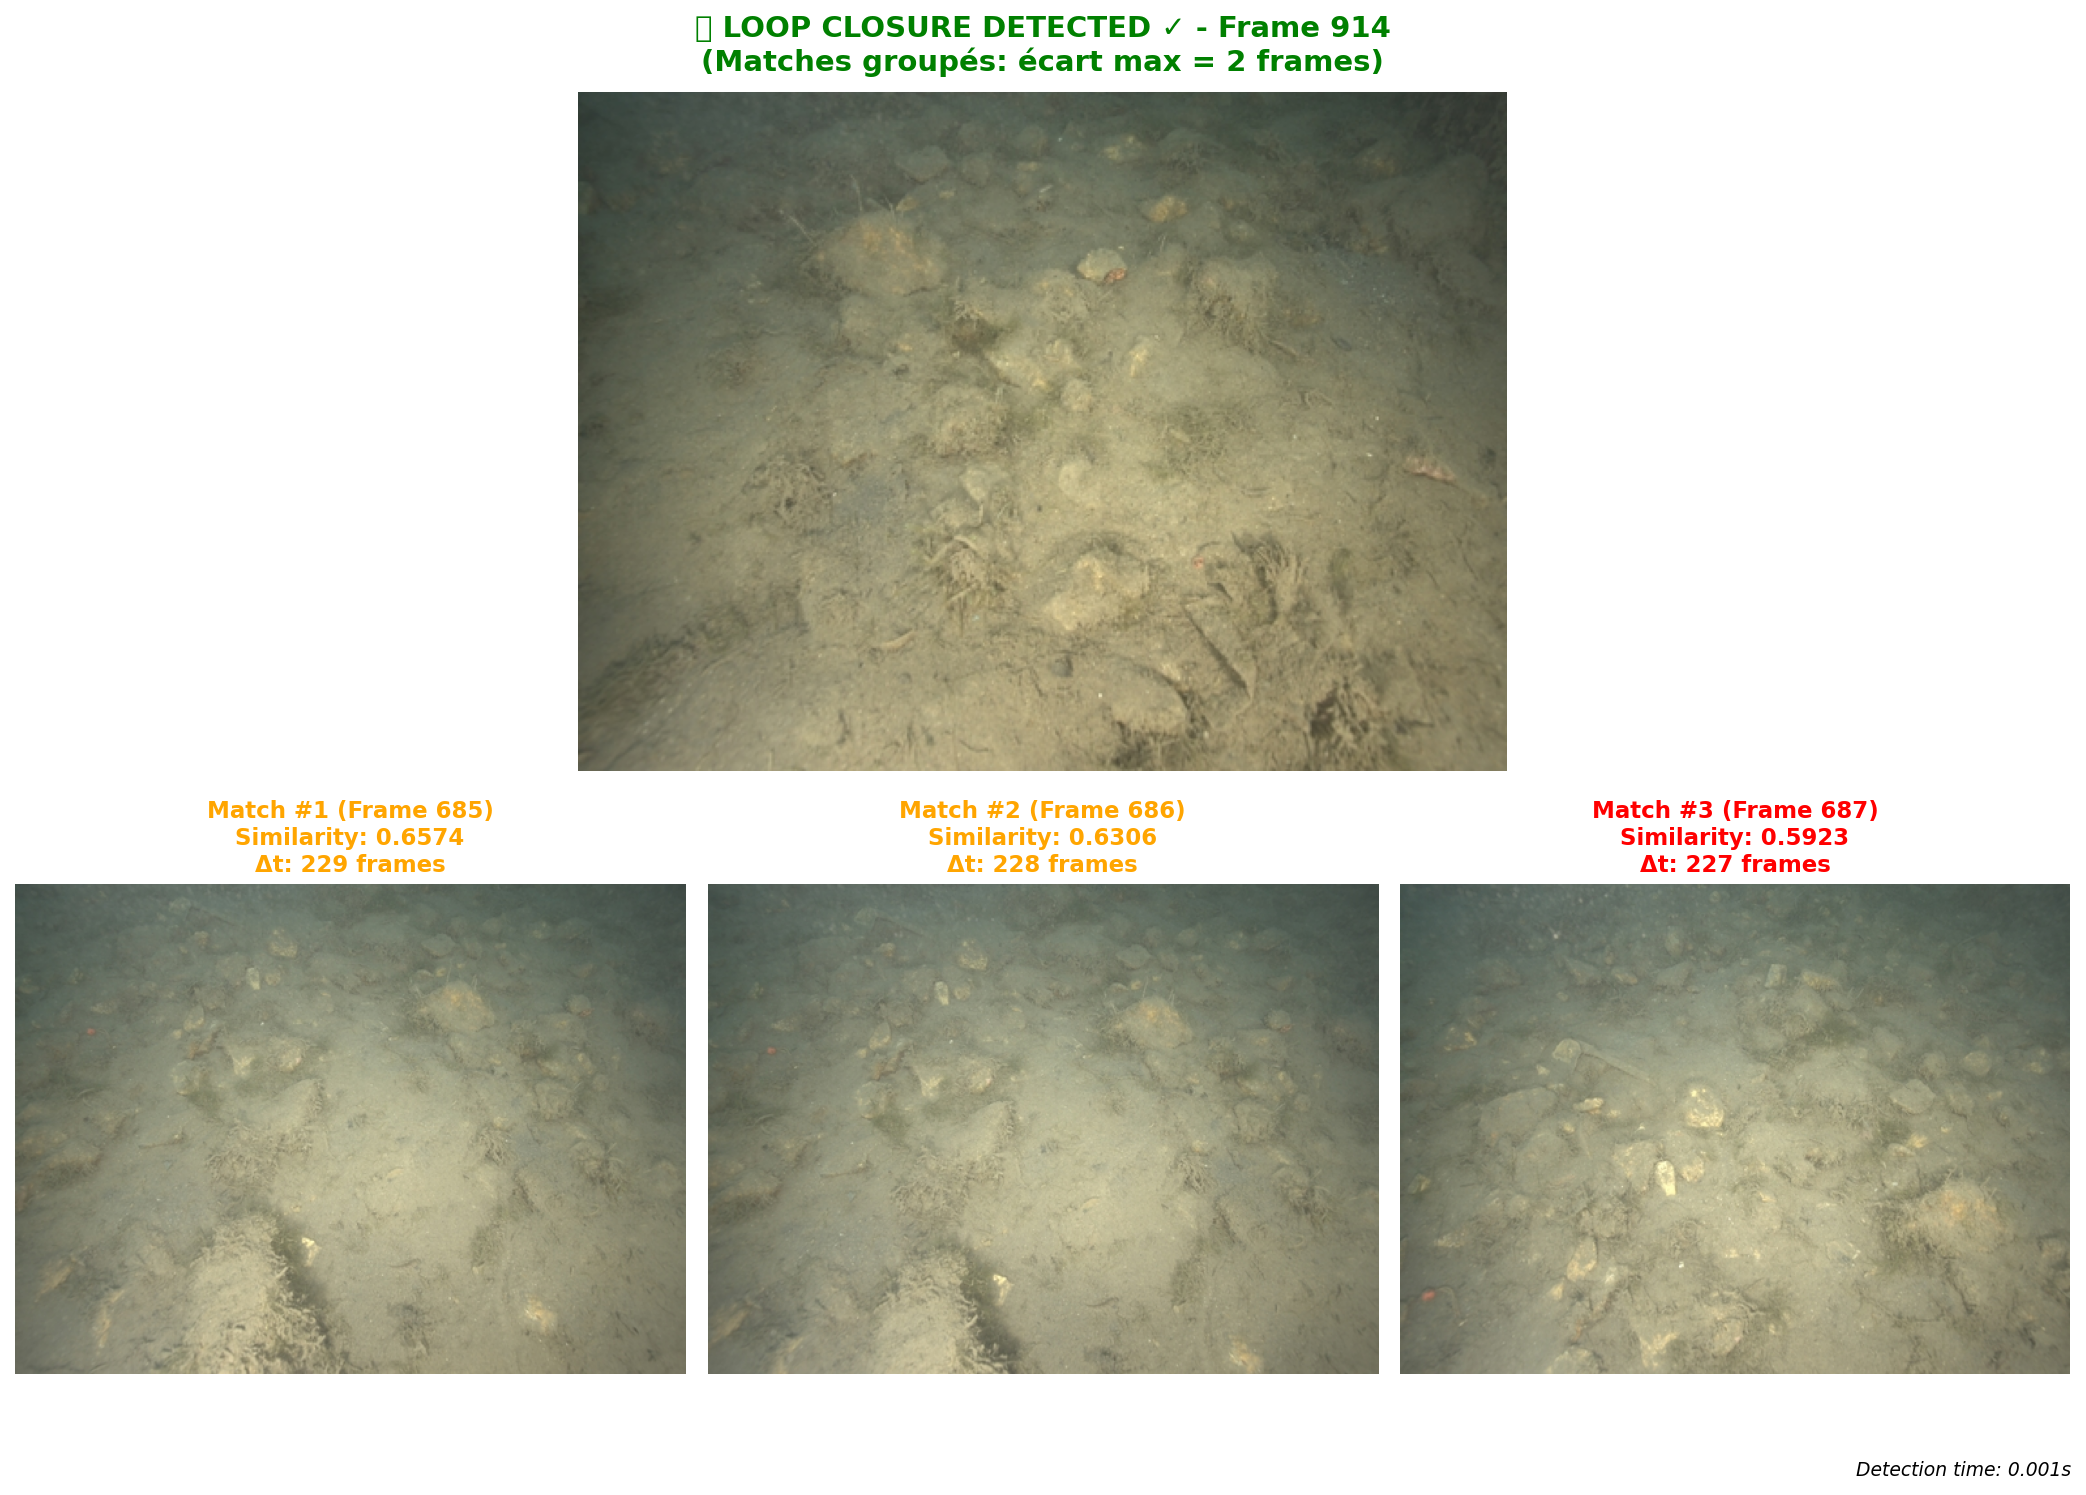 LOOP CLOSURE DETECTED ✓ - Frame 914
(Matches groupés: écart max = 2 frames)
Match #1 (Frame 685)
Similarity: 0.6574
Δt: 229 frames
Match #2 (Frame 686)
Similarity: 0.6306
Δt: 228 frames
Match #3 (Frame 687)
Similarity: 0.5923
Δt: 227 frames
Detection time: 0.001s